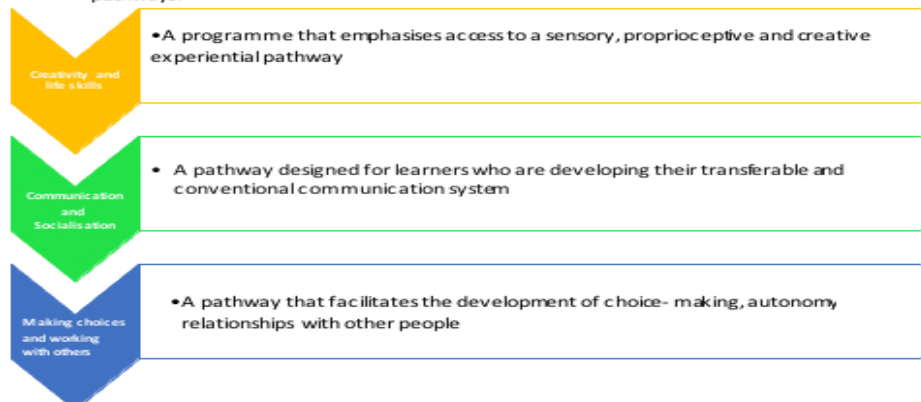 •A programme that emphasises access to a sensory, proprioceptive and creative
experiential pathway
Creativity and
life skills
• A pathway designed for learners who are developing their transferable and
conventional communication system
Communication
and
Socialisation
•A pathway that facilitates the development of choice- making, autonomy
relationships with other people
Making choices
and working
with others